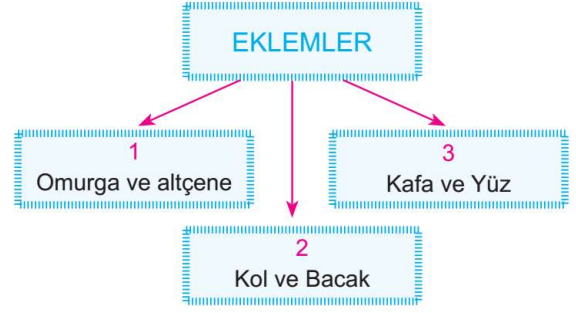 EKLEMLER
1
Omurga ve altçene
3
Kafa ve Yüz
2
Kol ve Bacak